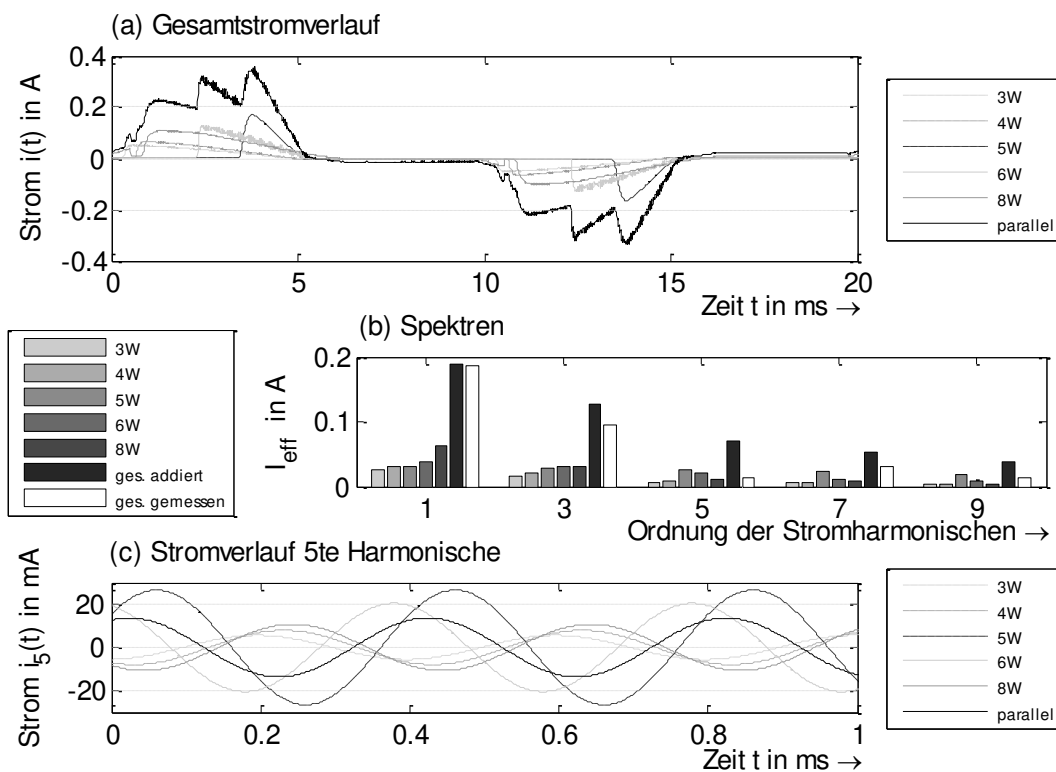 (a) Gesamtstromverlauf
Strom i(t) in A
0.4
0.2
0
-0.2
-0.4
0
5
10
15
20
Zeit t in ms →
3W
4W
5W
6W
8W
parallel
(b) Spektren
3W
4W
5W
6W
8W
ges. addiert
ges. gemessen
I_eff in A
0.2
0.1
0
1
3
5
7
9
Ordnung der Stromharmonischen →
(c) Stromverlauf 5te Harmonische
Strom i_5(t) in mA
20
0
-20
0
0.2
0.4
0.6
0.8
1
Zeit t in ms →
3W
4W
5W
6W
8W
parallel